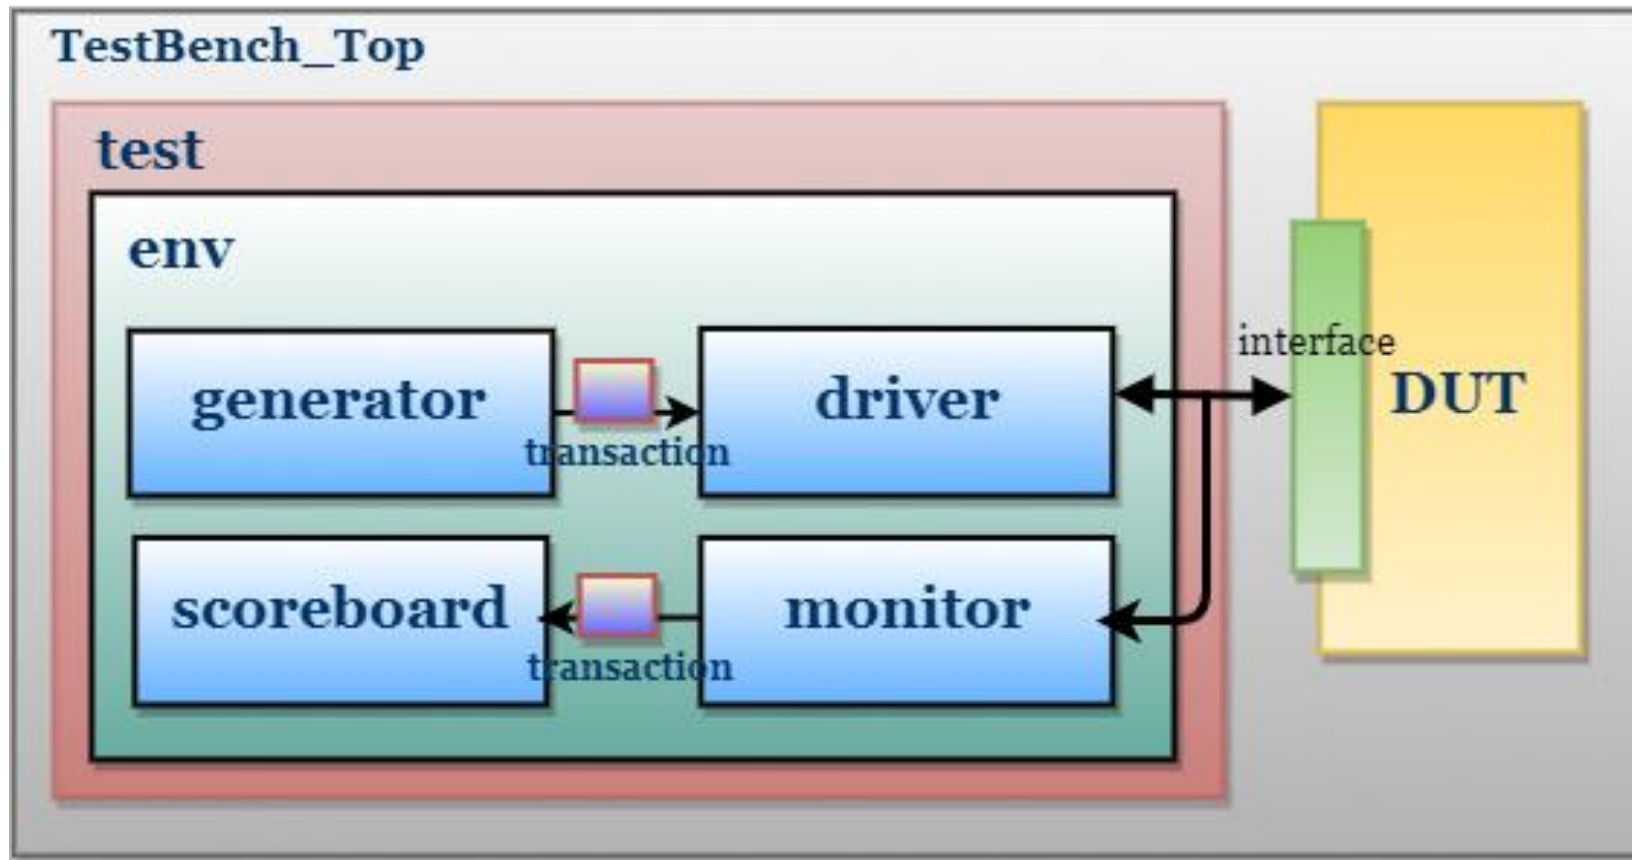 TestBench_Top
test
env
interface
generator
driver
DUT
transaction
scoreboard
monitor
transaction